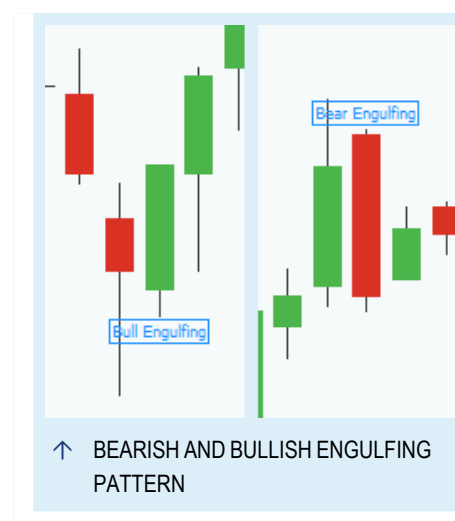 Bear Engulfing
Bull Engulfing
↑ BEARISH AND BULLISH ENGULFING
PATTERN